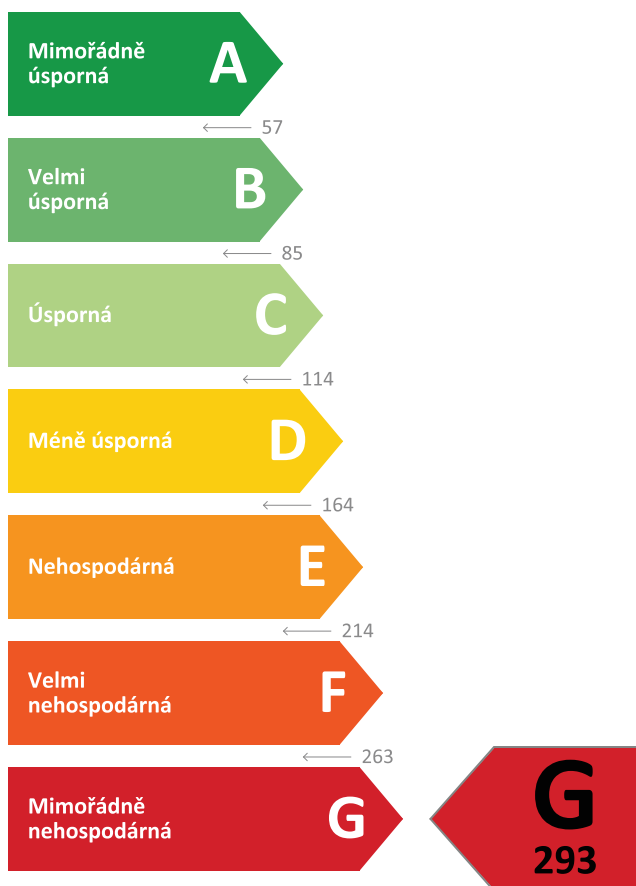 Mimořádně
úsporná
A
57
Velmi
úsporná
B
85
Úsporná
C
114
Méně úsporná
D
164
Nehospodárná
E
214
Velmi
nehospodárná
F
263
Mimořádně
nehospodárná
G
G
293